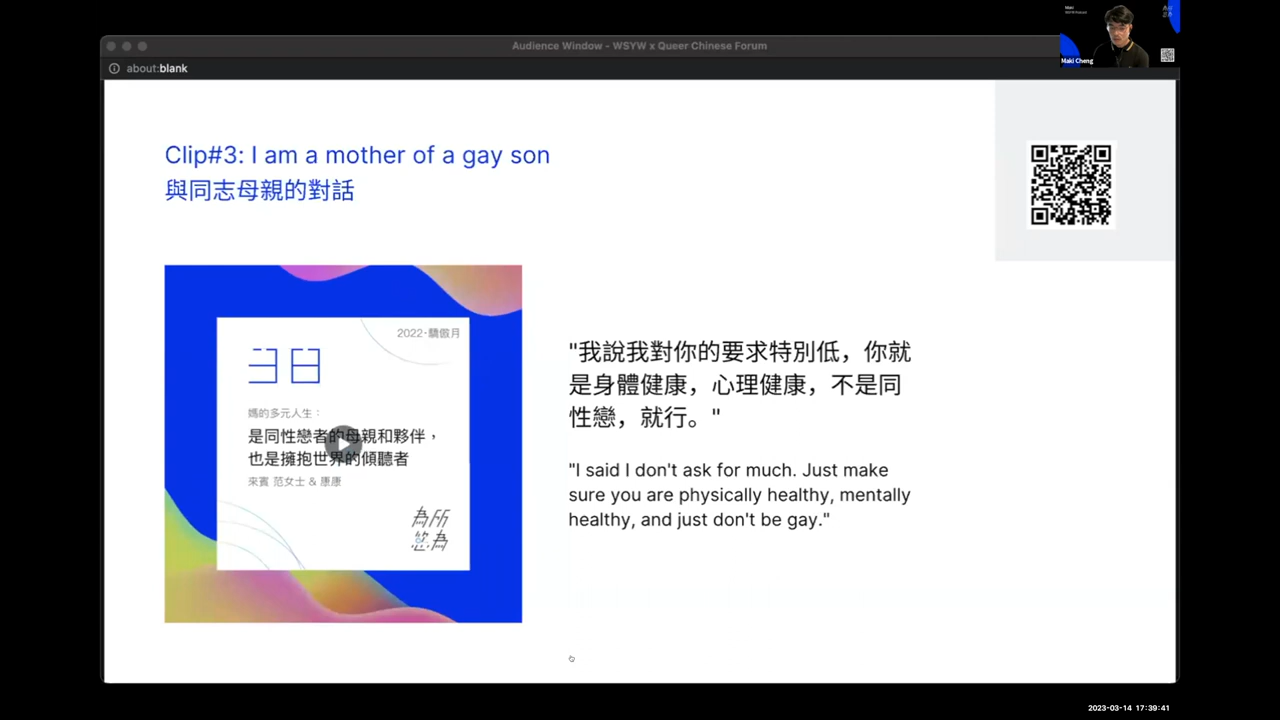 Audience Window - WSYW x Queer Chinese Forum
about:blank
Maki
Maki Cheng
Clip#3: I am a mother of a gay son
與同志母親的對話
2022-驕傲月
38
媽的多元人生：
是同性戀者的母親和夥伴，
也是擁抱世界的傾聽者
來賓 范女士 & 康康
為所
悠為
"我說我對你的要求特別低，你就
是身體健康，心理健康，不是同
性戀，就行。"
"I said I don't ask for much. Just make
sure you are physically healthy, mentally
healthy, and just don't be gay."
2023-03-14 17:39:41